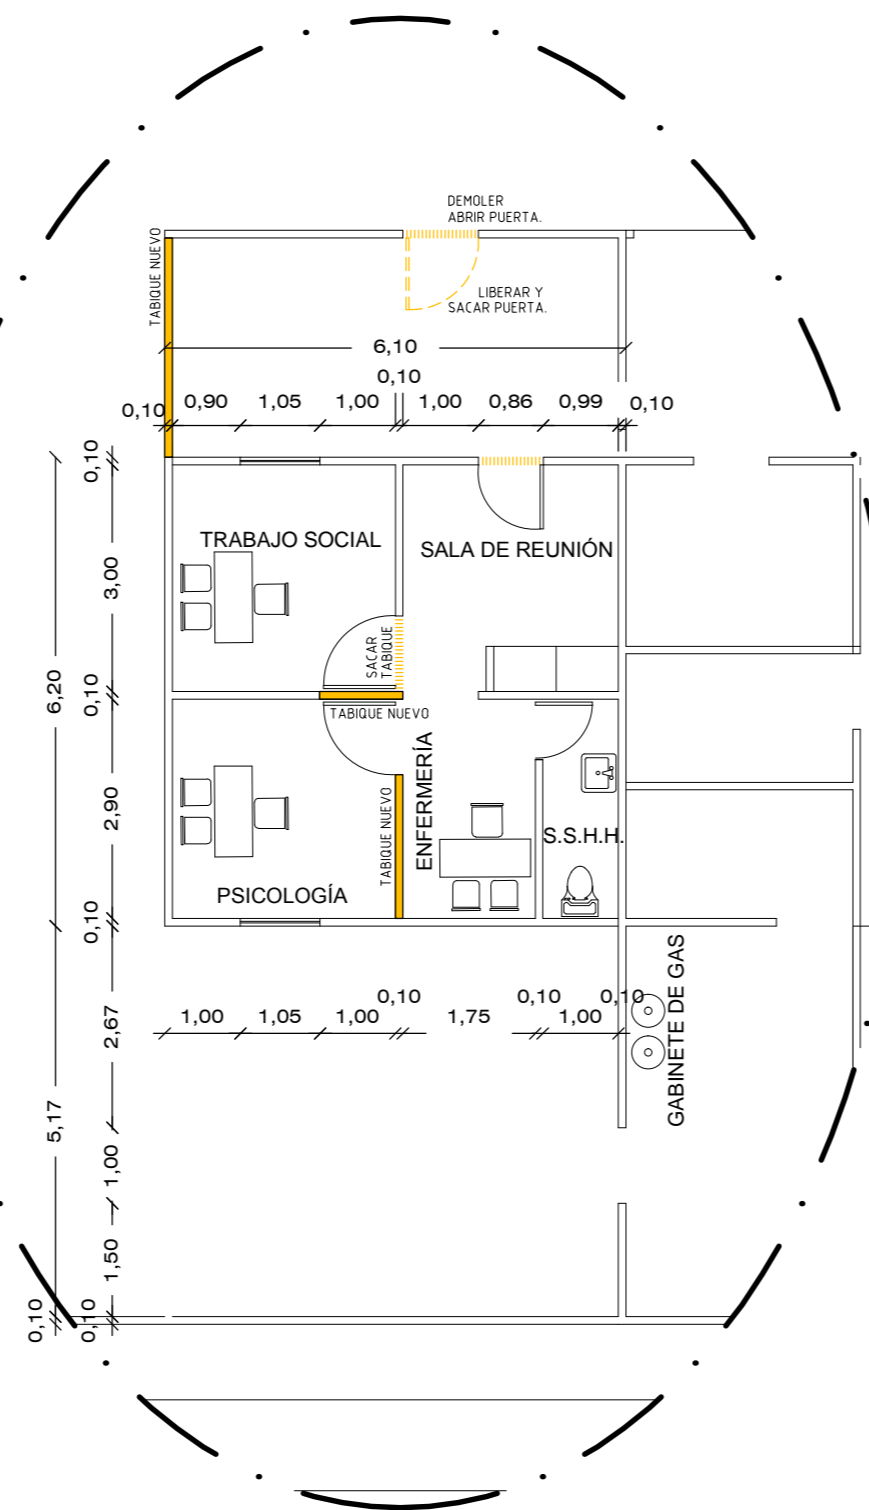 DEMOLER
ABRIR PUERTA.
TABIQUE NUEVO
LIBERAR Y
SACAR PUERTA.
6,10
0,10
0,10
0,90
1,05
1,00
1,00
0,86
0,99
0,10
0,10
TRABAJO SOCIAL
SALA DE REUNIÓN
3,00
SACAR
TABIQUE
6,20
0,10
TABIQUE NUEVO
ENFERMERÍA
2,90
TABIQUE NUEVO
S.S.H.H.
PSICOLOGÍA
0,10
GABINETE DE GAS
2,67
0,10
0,10
0,10
1,00
1,05
1,00
1,75
1,00
5,17
1,00
1,50
0,10
0,10